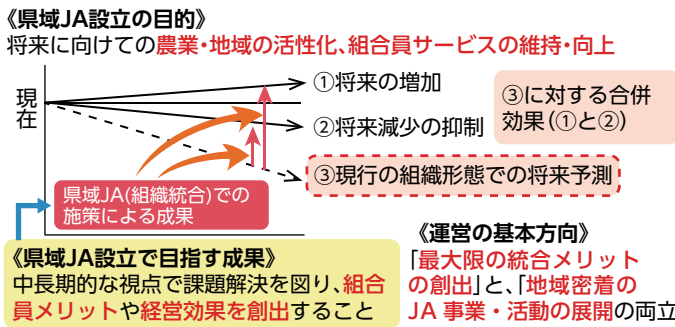 《県域JA設立の目的》
将来に向けての農業・地域の活性化、組合員サービスの維持・向上
現在
①将来の増加
②将来減少の抑制
③現行の組織形態での将来予測
③に対する合併
効果(①と②)
県域JA(組織統合)での
施策による成果
《県域JA設立で目指す成果》
中長期的な視点で課題解決を図り、組合
員メリットや経営効果を創出すること
《運営の基本方向》
「最大限の統合メリット
の創出」と、「地域密着の
JA 事業・活動の展開の両立